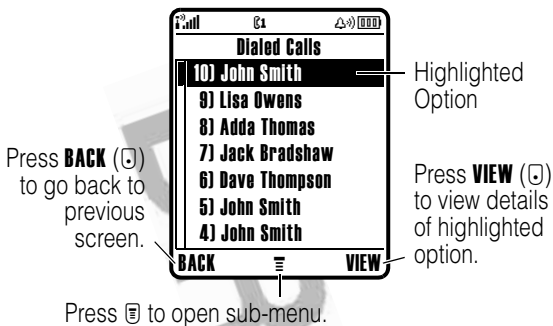 1
Dialed Calls
10) John Smith
9) Lisa Owens
8) Adda Thomas
7) Jack Bradshaw
6) Dave Thompson
5) John Smith
4) John Smith
BACK
VIEW
Highlighted
Option
Press BACK ( )
to go back to
previous
screen.
Press VIEW ( )
to view details
of highlighted
option.
Press to open sub-menu.